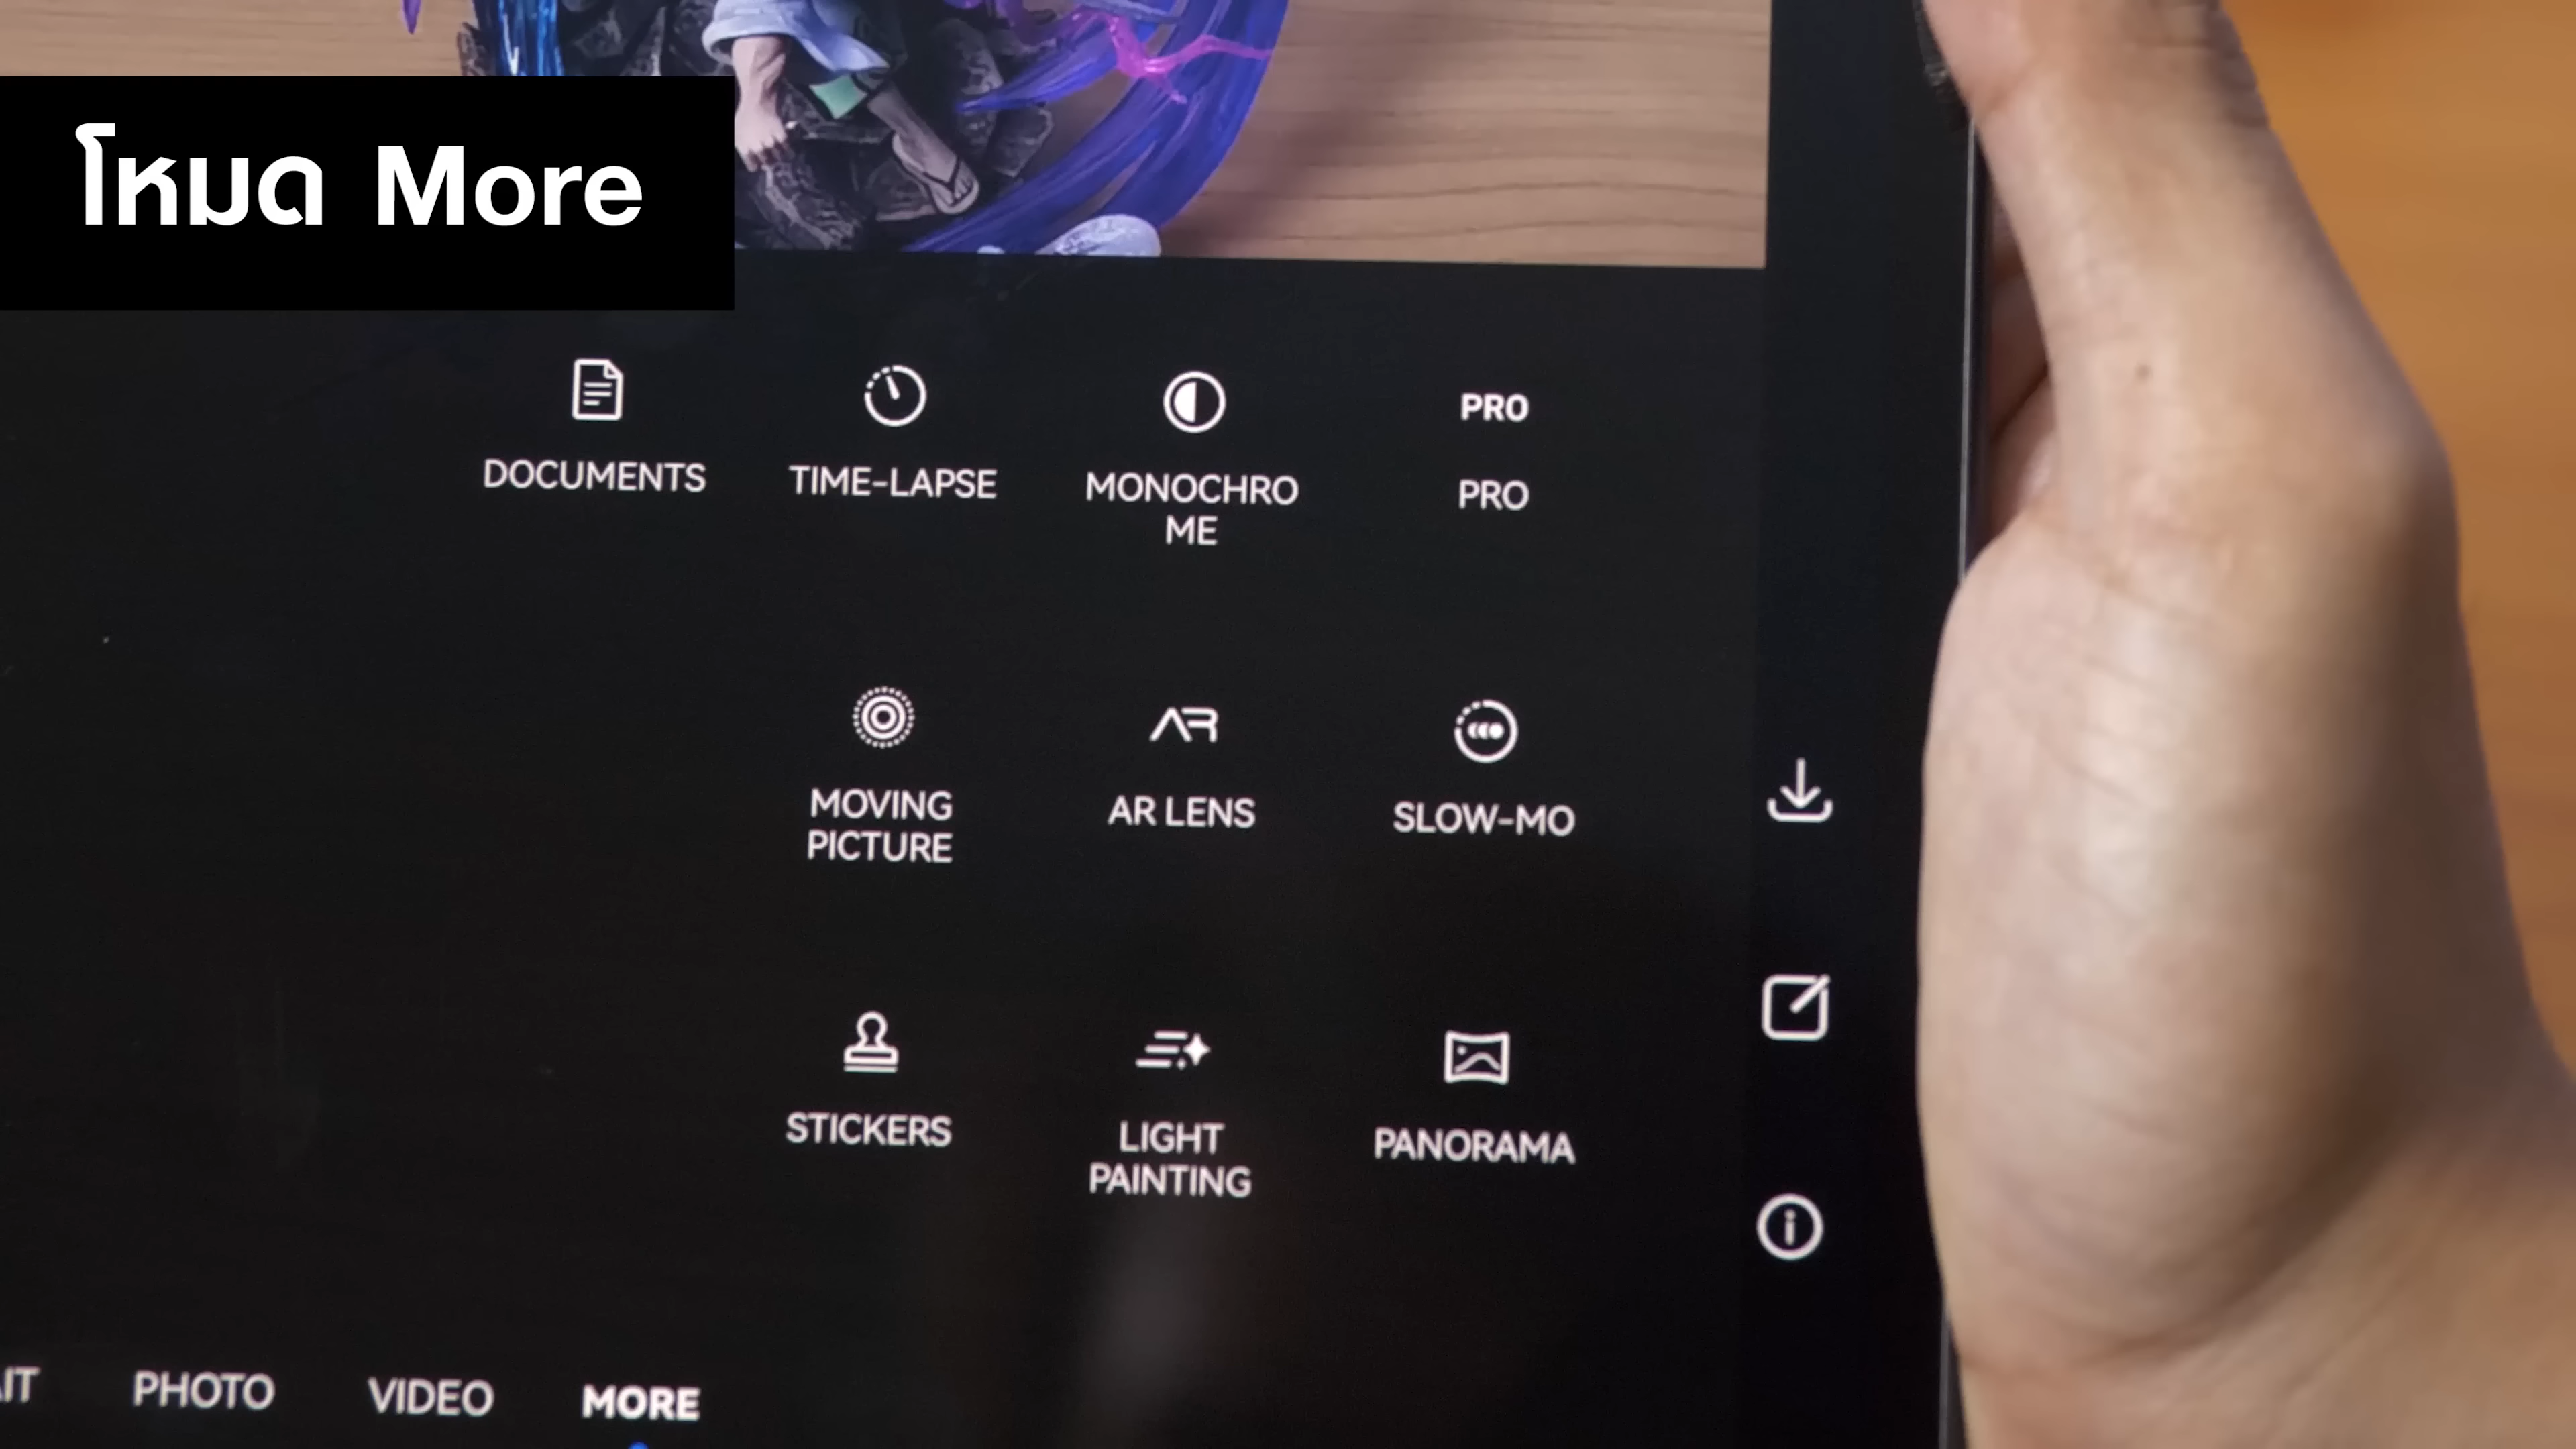 โหมด More
DOCUMENTS
TIME-LAPSE
MONOCHRO
ME
PRO
PRO
MOVING
PICTURE
AR
AR LENS
SLOW-MO
STICKERS
LIGHT
PAINTING
PANORAMA
PHOTO
VIDEO
MORE